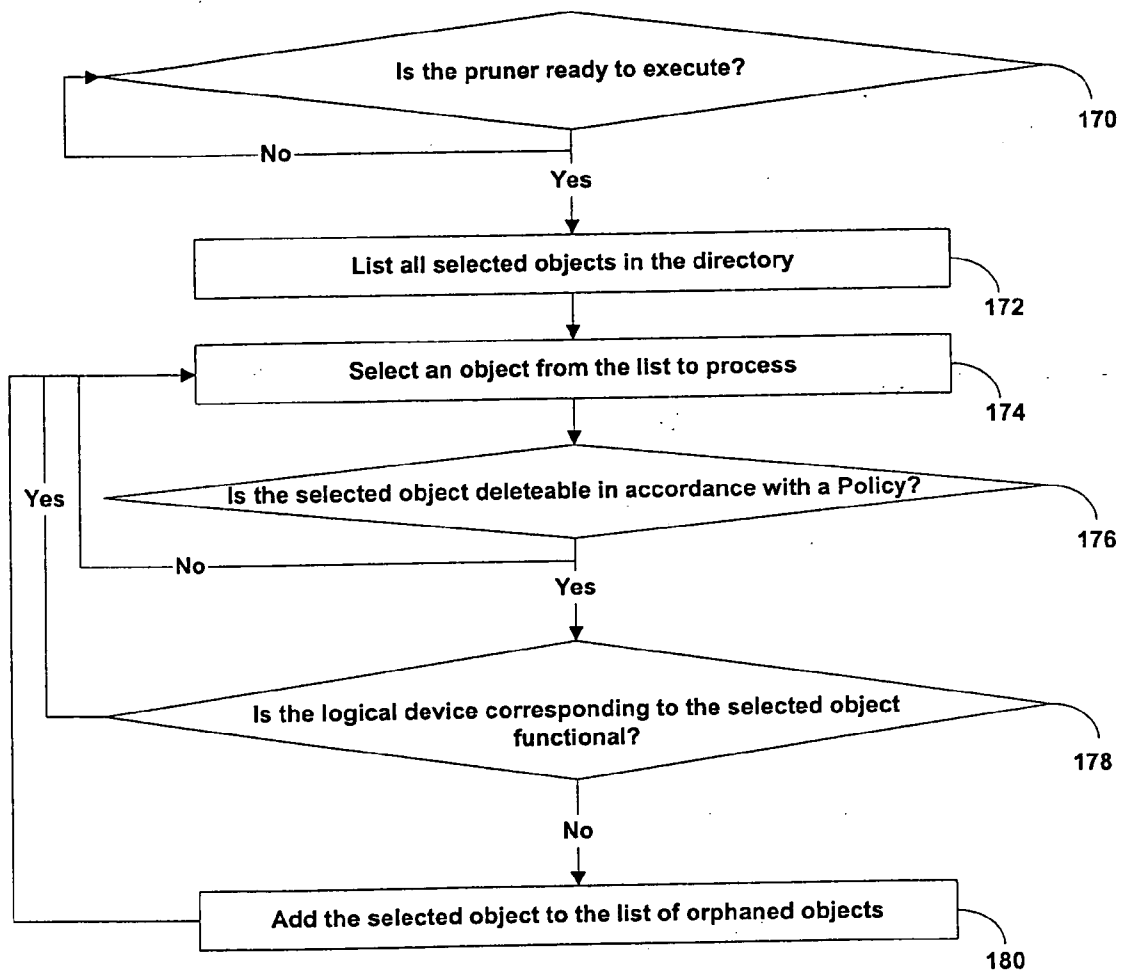 Is the pruner ready to execute?
170
No
Yes
List all selected objects in the directory
172
Select an object from the list to process
174
Yes
Is the selected object deleteable in accordance with a Policy?
176
No
Yes
Is the logical device corresponding to the selected object
functional?
178
No
Add the selected object to the list of orphaned objects
180